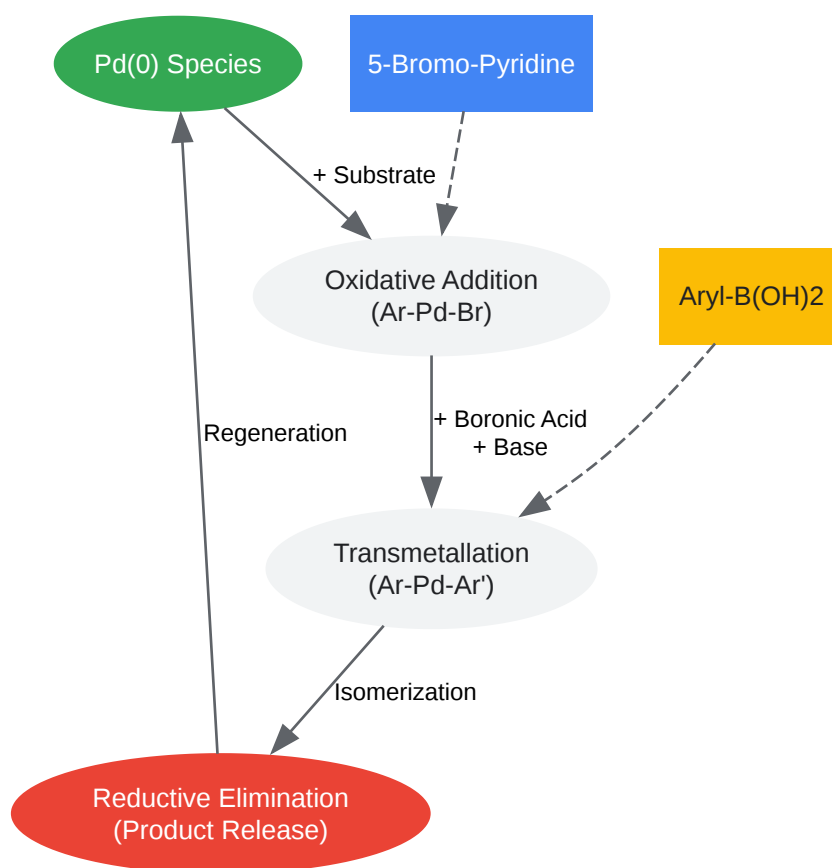 Pd(0) Species
5-Bromo-Pyridine
+ Substrate
Oxidative Addition
(Ar-Pd-Br)
Aryl-B(OH)2
+ Boronic Acid
+ Base
Regeneration
Transmetallation
(Ar-Pd-Ar')
Isomerization
Reductive Elimination
(Product Release)